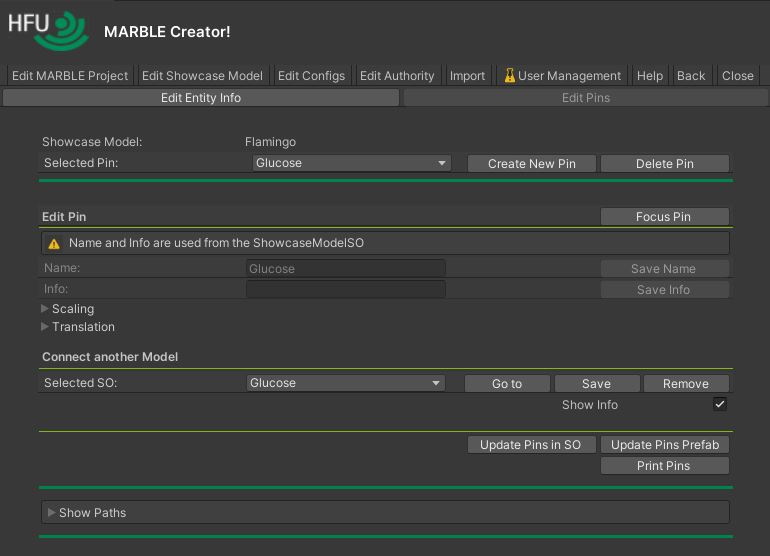 HFU
MARBLE Creator!
Edit MARBLE Project Edit Showcase Model Edit Configs Edit Authority Import User Management Help Back Close
Edit Entity Info Edit Pins
Showcase Model: Flamingo
Selected Pin: Glucose Create New Pin Delete Pin
Edit Pin Focus Pin
Name and Info are used from the ShowcaseModelSO
Name: Glucose Save Name
Info: Save Info
Scaling
Translation
Connect another Model
Selected SO: Glucose Go to Save Remove
Show Info
Update Pins in SO Update Pins Prefab
Print Pins
Show Paths